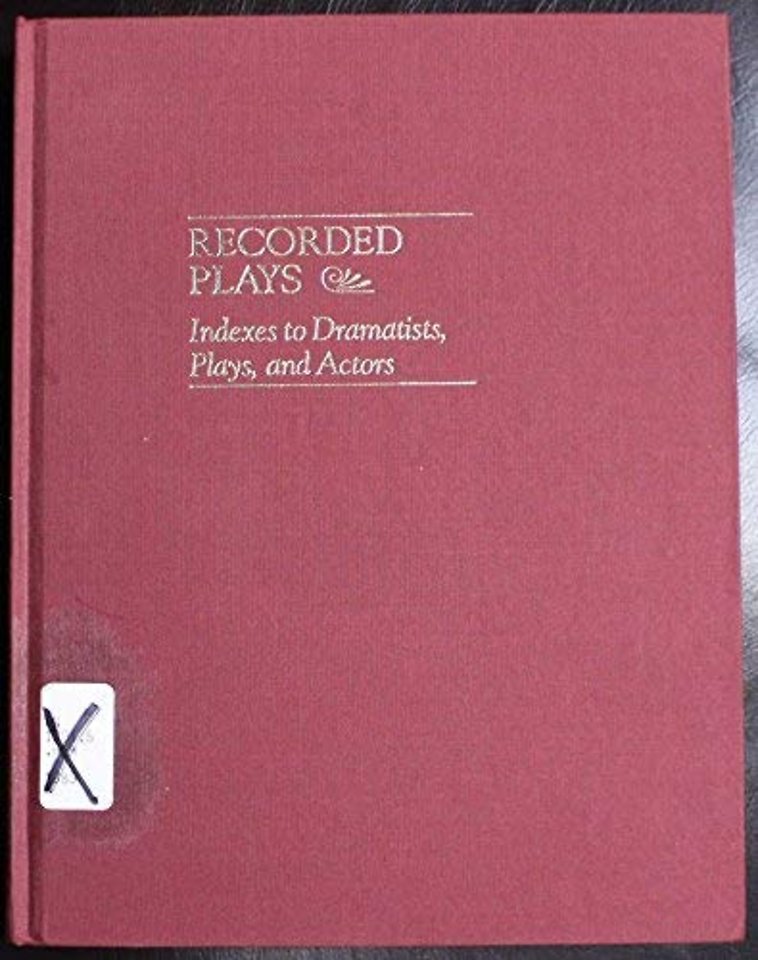 RECORDED
PLAYS
Indexes to Dramatists,
Plays, and Actors
X